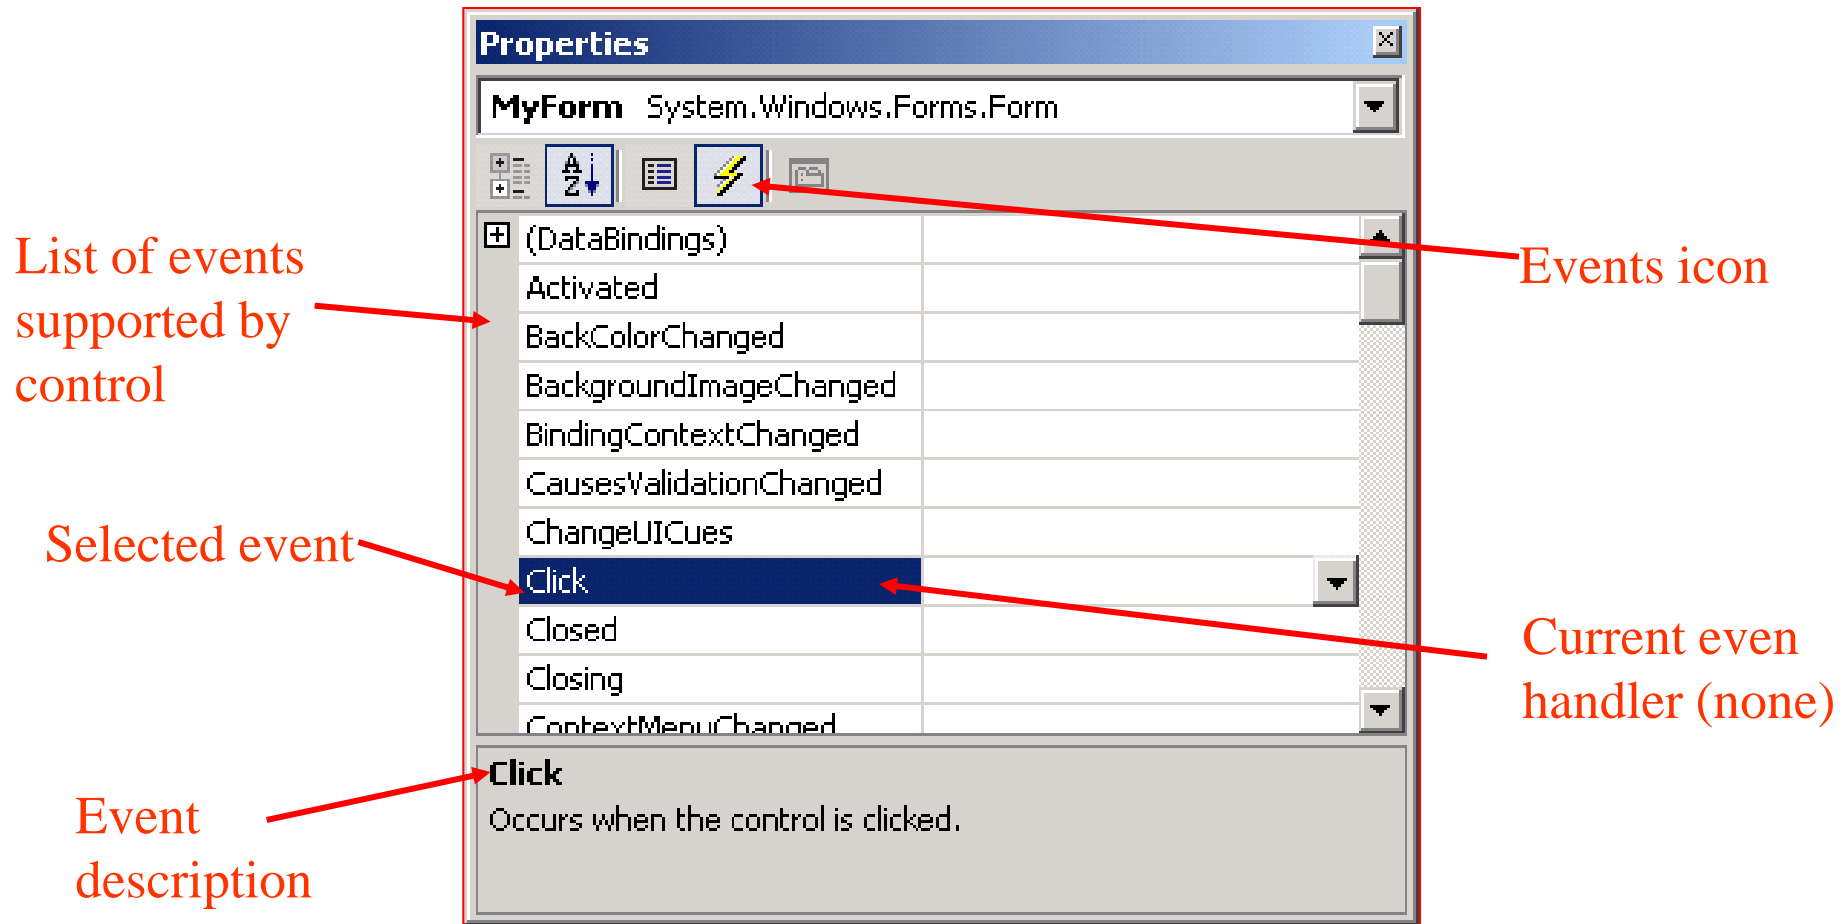 Properties
MyForm System.Windows.Forms.Form
A
Z
(DataBindings)
Activated
BackColorChanged
BackgroundImageChanged
BindingContextChanged
CausesValidationChanged
ChangeUICues
Click
Closed
Closing
ContextMenuChanged
Click
Occurs when the control is clicked.
List of events
supported by
control
Selected event
Event
description
Events icon
Current even
handler (none)